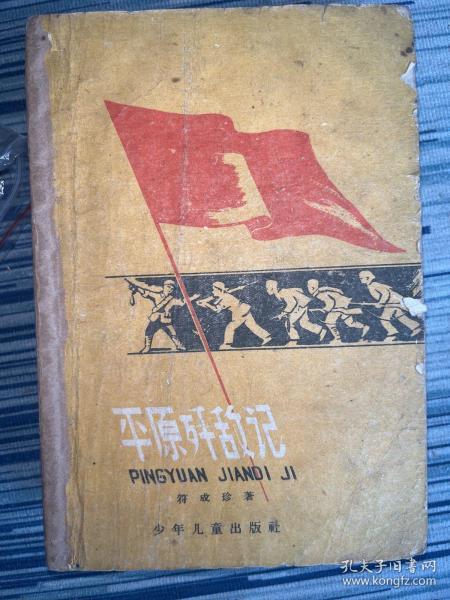 平原歼敌记
PINGYUAN JIANDI JI
符成珍著
少年儿童出版社
孔夫子旧书网
www.kongfz.com